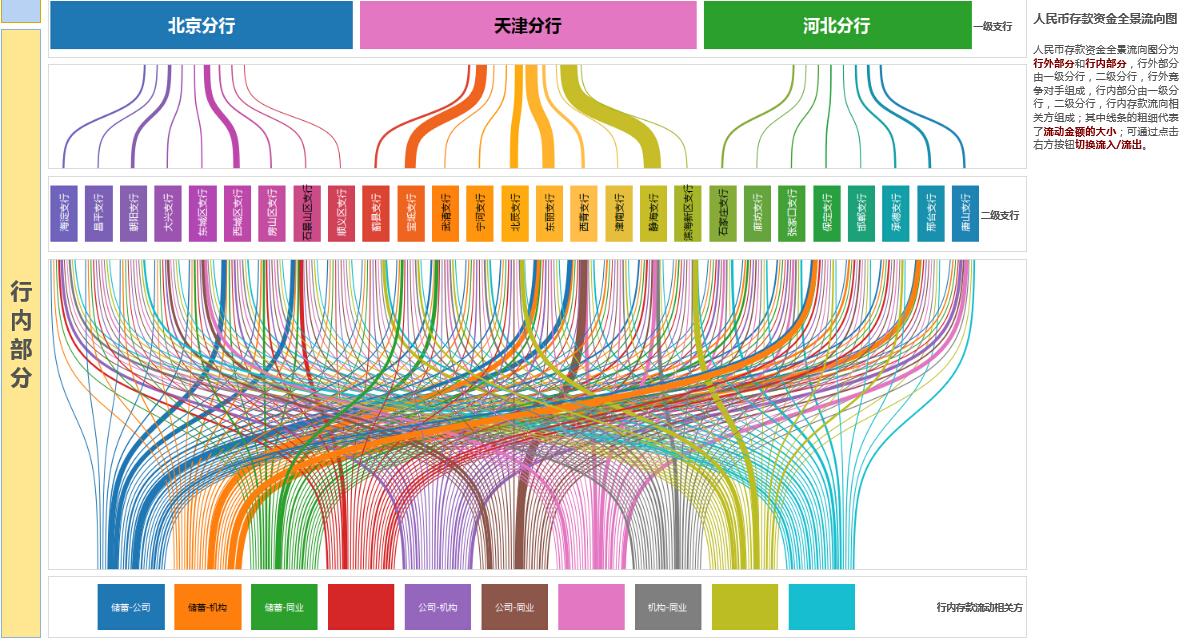 北京分行
天津分行
河北分行
一级支行
人民币存款资金全景流向图
人民币存款资金全景流向图分为
行外部分和行内部分，行外部分
由一级分行，二级分行，行外竞
争对手组成，行内部分由一级分
行，二级分行，行内存款流向相
关方组成；其中线条的粗细代表
了流动金额的大小；可通过点击
右方按钮切换流入/流出。
海淀支行
昌平支行
朝阳支行
大兴支行
东城区支行
西城区支行
房山区支行
石景山区支行
顺义区支行
蓟县支行
宝坻支行
武清支行
宁河支行
北辰支行
东丽支行
西青支行
津南支行
静海支行
滨海新区支行
石家庄支行
廊坊支行
张家口支行
保定支行
邯郸支行
承德支行
邢台支行
唐山支行
二级支行
行内部分
储蓄-公司
储蓄-机构
储蓄-同业
公司-机构
公司-同业
机构-同业
行内存款流动相关方